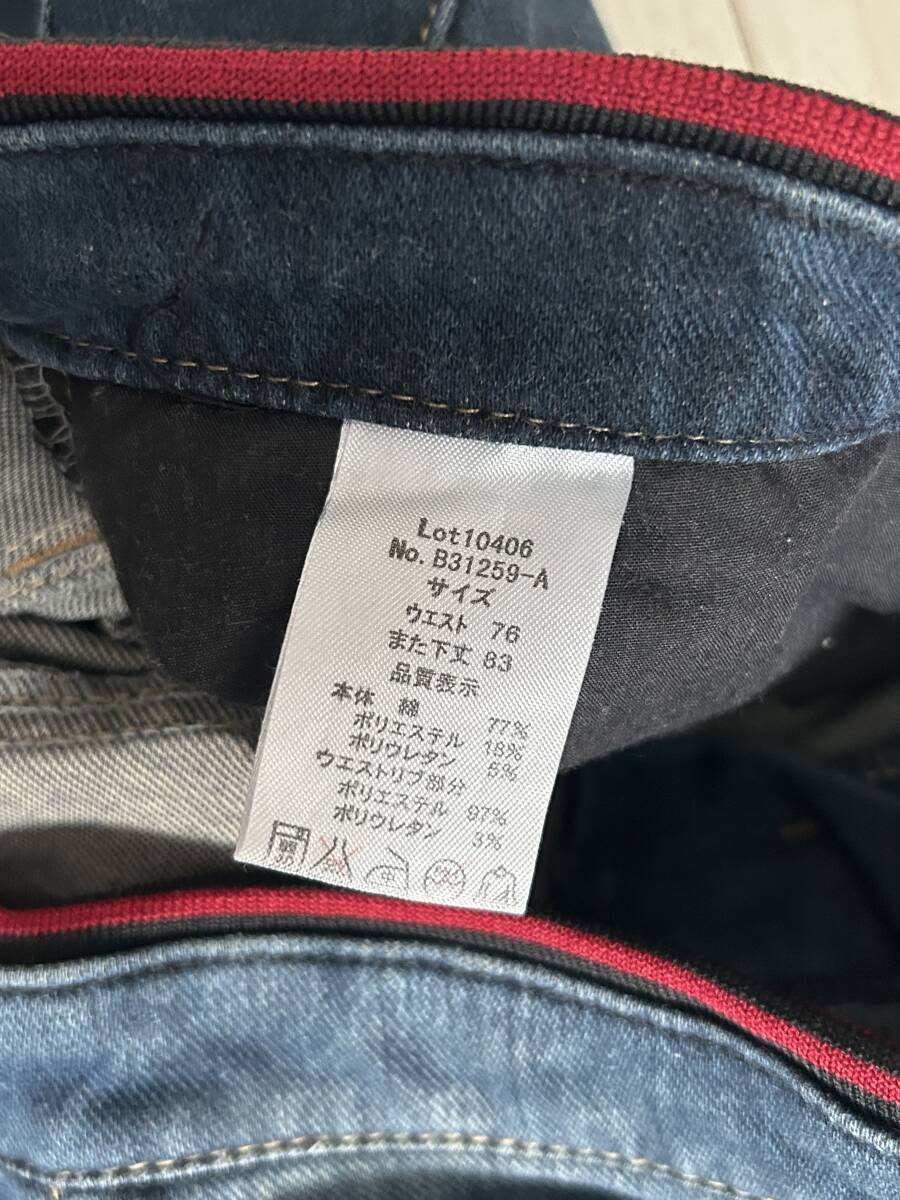 Lot10406
No. B31259-A
サイズ
ウエスト 76
また下丈 83
品質表示
本体 綿 77%
ポリエステル 18%
ポリウレタン 5%
ウエストリブ部分
ポリエステル 97%
ポリウレタン 3%